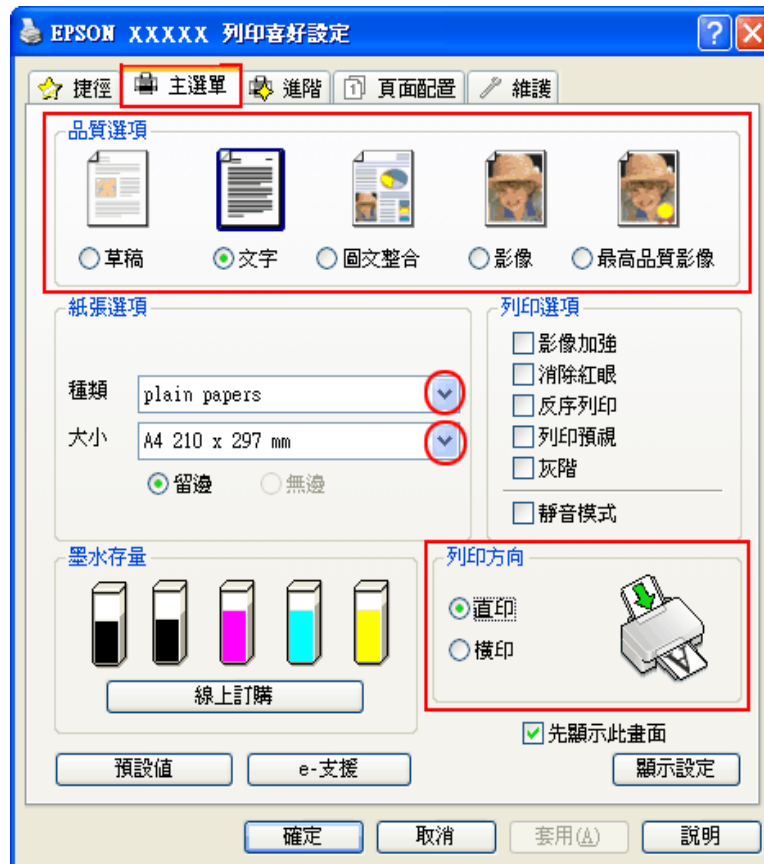 EPSON XXXXX 列印喜好設定
捷徑 主選單 進階 頁面配置 維護
品質選項
草稿 文字 圖文整合 影像 最高品質影像
紙張選項
種類 plain papers
大小 A4 210 x 297 mm
留邊 無邊
列印選項
影像加強
消除紅眼
反序列印
列印預視
灰階
靜音模式
墨水存量
線上訂購
列印方向
直印
橫印
先顯示此畫面
預設值 e-支援 顯示設定
確定 取消 套用(A) 說明